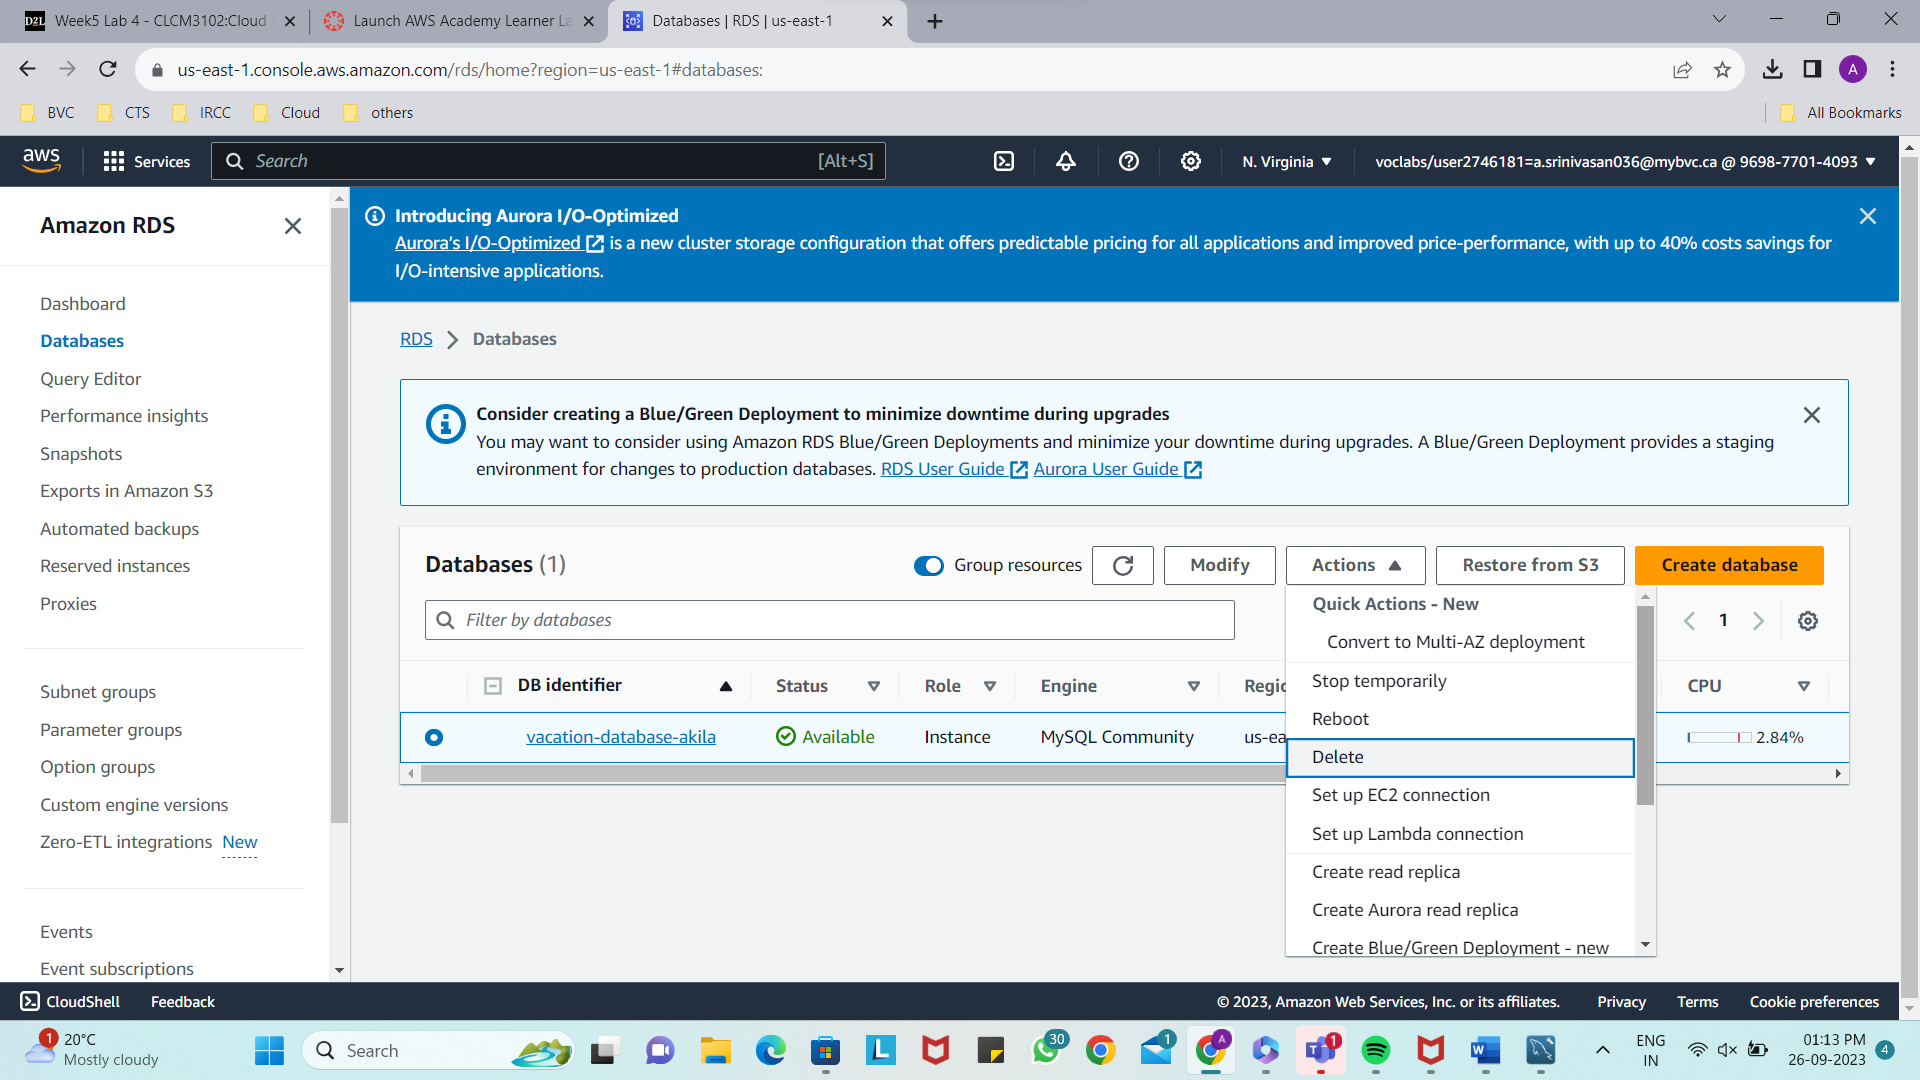 Week5 Lab 4 - CLCM3102:Cloud
Launch AWS Academy Learner La
Databases | RDS | us-east-1
us-east-1.console.aws.amazon.com/rds/home?region=us-east-1#databases:
A
BVC
CTS
IRCC
Cloud
others
All Bookmarks
aws
Services
Search
[Alt+S]
N. Virginia
voclabs/user2746181=a.srinivasan036@mybvc.ca @ 9698-7701-4093
Amazon RDS
Dashboard
Databases
Query Editor
Performance insights
Snapshots
Exports in Amazon S3
Automated backups
Reserved instances
Proxies
Subnet groups
Parameter groups
Option groups
Custom engine versions
Zero-ETL integrations New
Events
Event subscriptions
Introducing Aurora I/O-Optimized
Aurora's I/O-Optimized is a new cluster storage configuration that offers predictable pricing for all applications and improved price-performance, with up to 40% costs savings for
I/O-intensive applications.
RDS > Databases
Consider creating a Blue/Green Deployment to minimize downtime during upgrades
You may want to consider using Amazon RDS Blue/Green Deployments and minimize your downtime during upgrades. A Blue/Green Deployment provides a staging
environment for changes to production databases. RDS User Guide Aurora User Guide
Databases (1)
Group resources
Modify
Actions
Restore from S3
Create database
Filter by databases
1
DB identifier
Status
Role
Engine
Regio
CPU
vacation-database-akila
Available
Instance
MySQL Community
us-ea
2.84%
Quick Actions - New
Convert to Multi-AZ deployment
Stop temporarily
Reboot
Delete
Set up EC2 connection
Set up Lambda connection
Create read replica
Create Aurora read replica
Create Blue/Green Deployment - new
CloudShell
Feedback
© 2023, Amazon Web Services, Inc. or its affiliates.
Privacy
Terms
Cookie preferences
1
20°C
Mostly cloudy
Search
L
30
1
A
1
ENG
IN
01:13 PM
26-09-2023
4